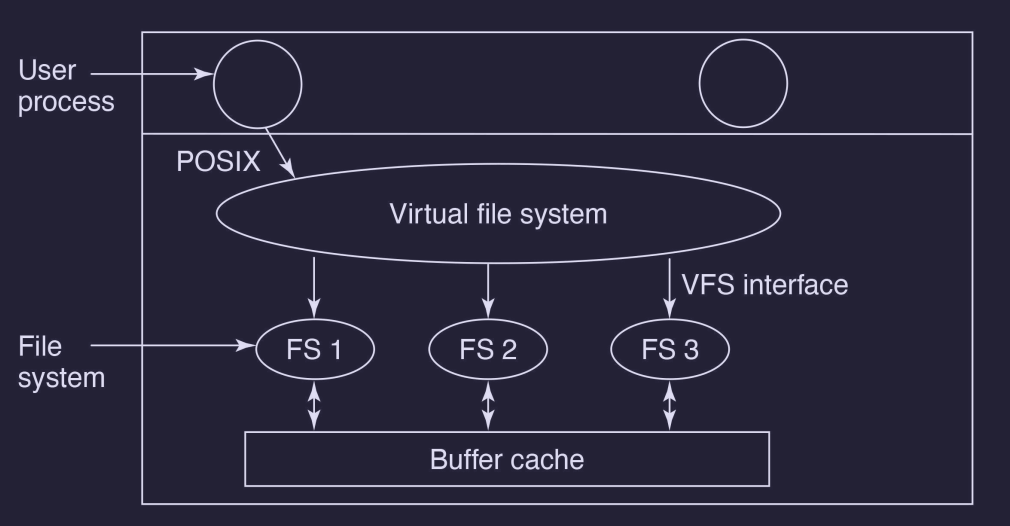 User
process
POSIX
Virtual file system
VFS interface
File
system
FS 1
FS 2
FS 3
Buffer cache